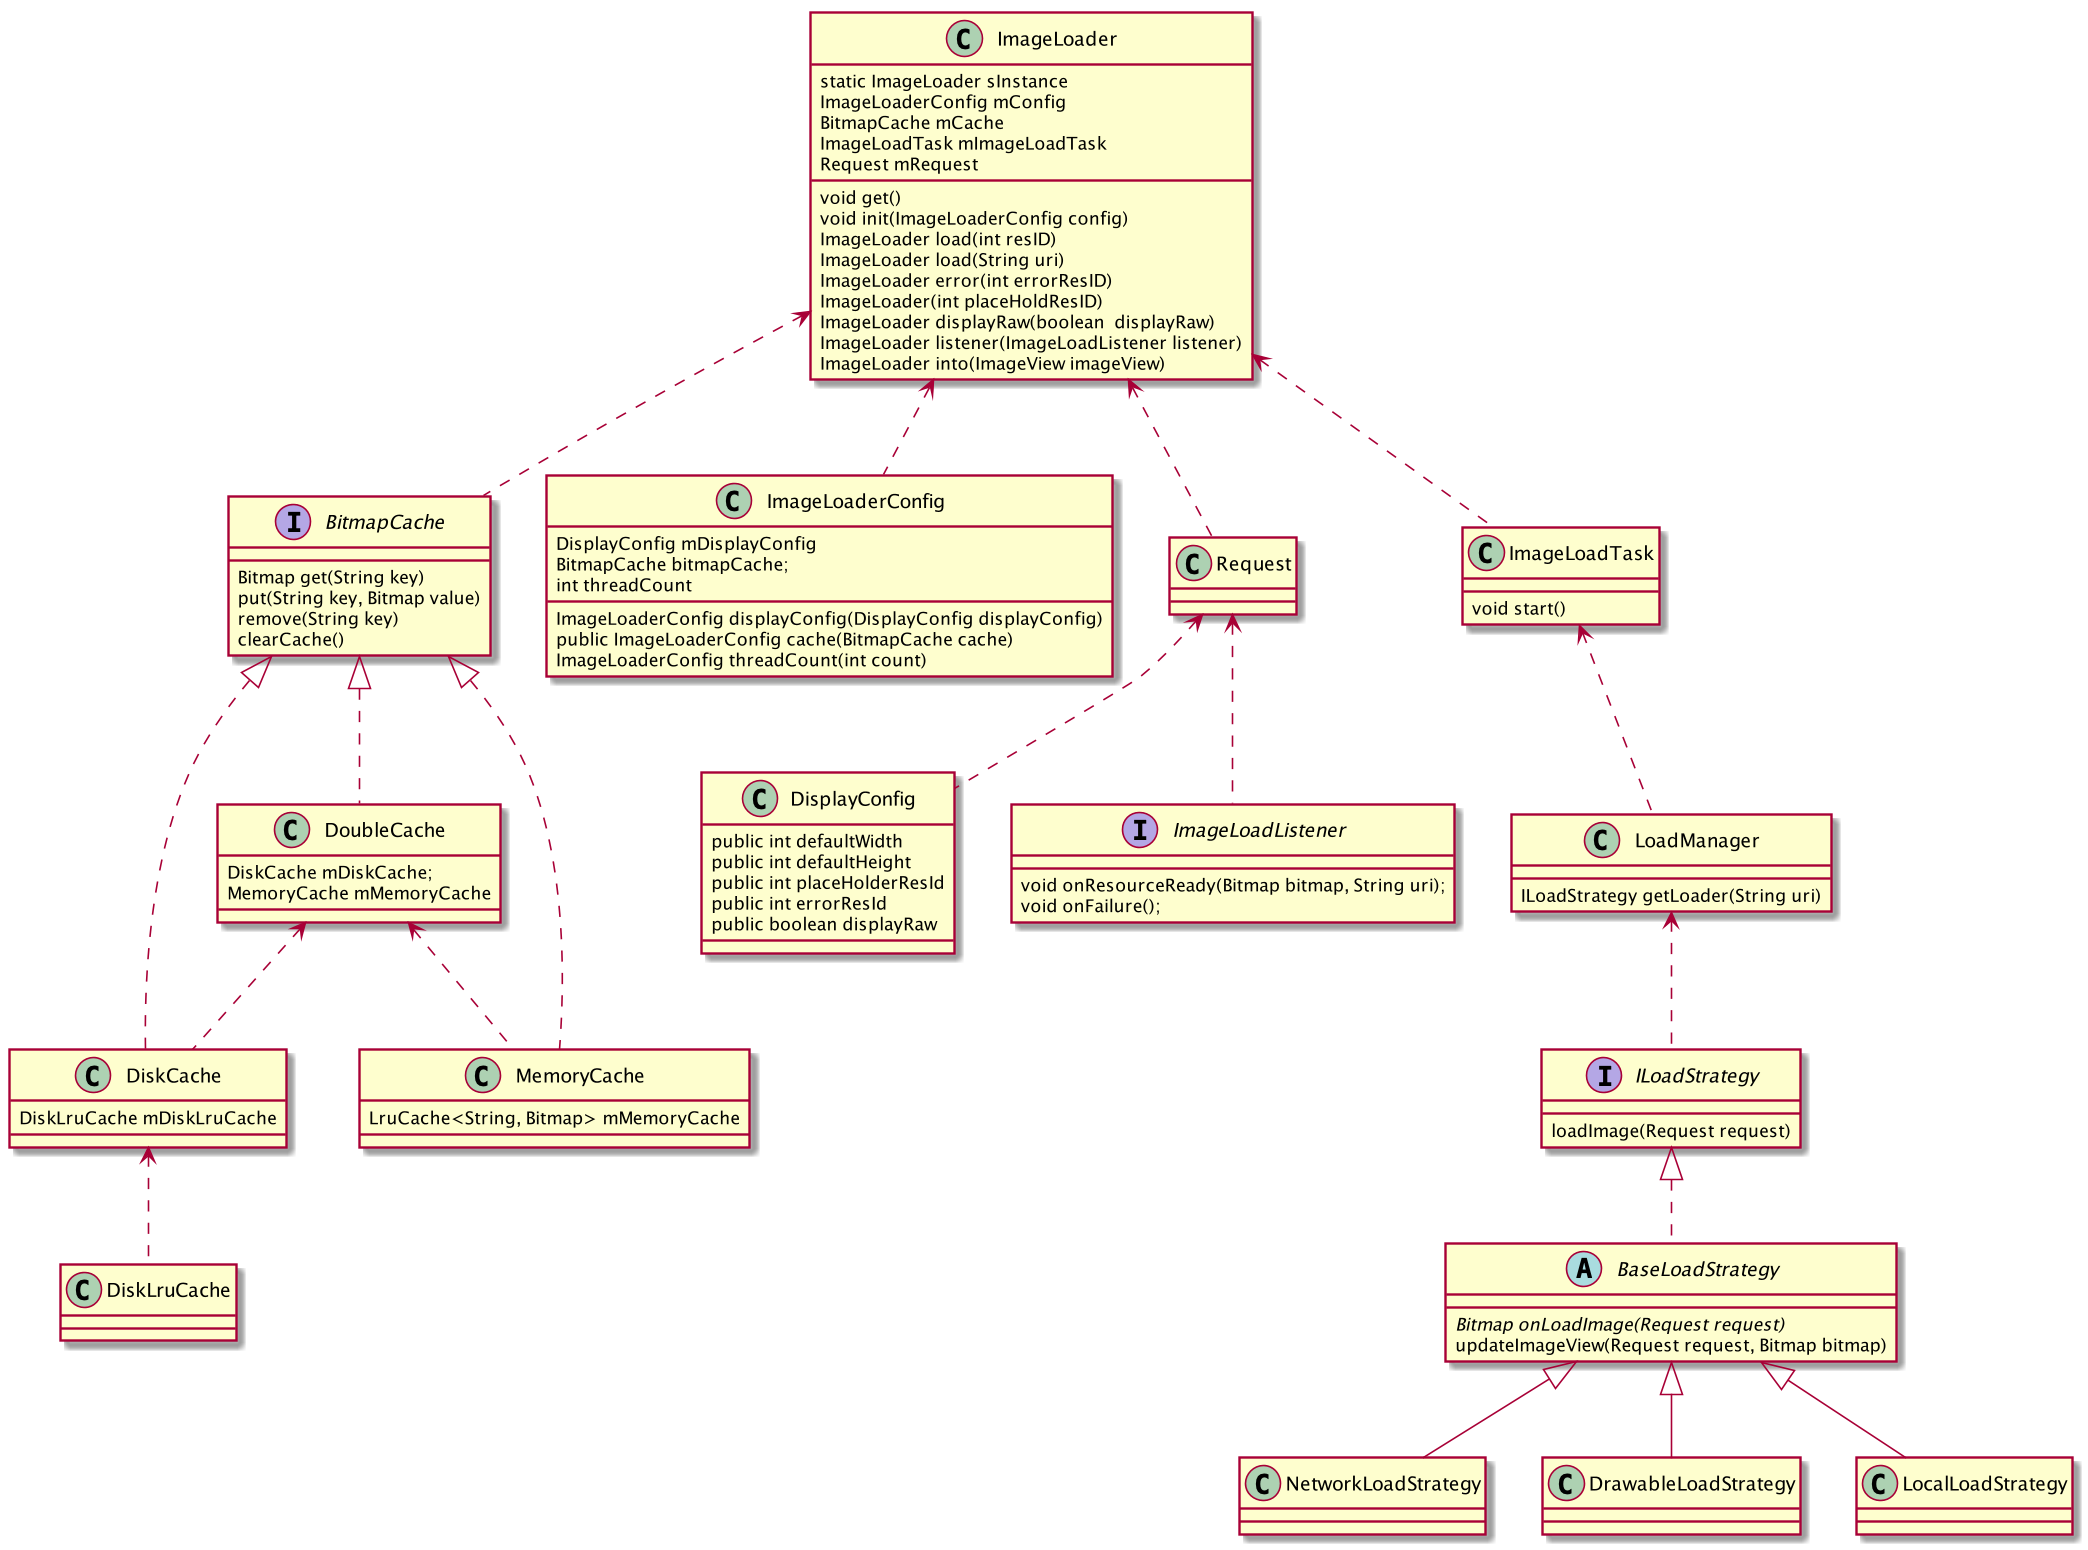 C ImageLoader
static ImageLoader sInstance
ImageLoaderConfig mConfig
BitmapCache mCache
ImageLoadTask mImageLoadTask
Request mRequest
void get()
void init(ImageLoaderConfig config)
ImageLoader load(int resID)
ImageLoader load(String uri)
ImageLoader error(int errorResID)
ImageLoader(int placeHoldResID)
ImageLoader displayRaw(boolean  displayRaw)
ImageLoader listener(ImageLoadListener listener)
ImageLoader into(ImageView imageView)
I BitmapCache
Bitmap get(String key)
put(String key, Bitmap value)
remove(String key)
clearCache()
C ImageLoaderConfig
DisplayConfig mDisplayConfig
BitmapCache bitmapCache;
int threadCount
ImageLoaderConfig displayConfig(DisplayConfig displayConfig)
public ImageLoaderConfig cache(BitmapCache cache)
ImageLoaderConfig threadCount(int count)
C Request
C ImageLoadTask
void start()
C DoubleCache
DiskCache mDiskCache;
MemoryCache mMemoryCache
C DisplayConfig
public int defaultWidth
public int defaultHeight
public int placeHolderResId
public int errorResId
public boolean displayRaw
I ImageLoadListener
void onResourceReady(Bitmap bitmap, String uri);
void onFailure();
C LoadManager
ILoadStrategy getLoader(String uri)
C DiskCache
DiskLruCache mDiskLruCache
C MemoryCache
LruCache<String, Bitmap> mMemoryCache
I ILoadStrategy
loadImage(Request request)
C DiskLruCache
A BaseLoadStrategy
Bitmap onLoadImage(Request request)
updateImageView(Request request, Bitmap bitmap)
C NetworkLoadStrategy
C DrawableLoadStrategy
C LocalLoadStrategy